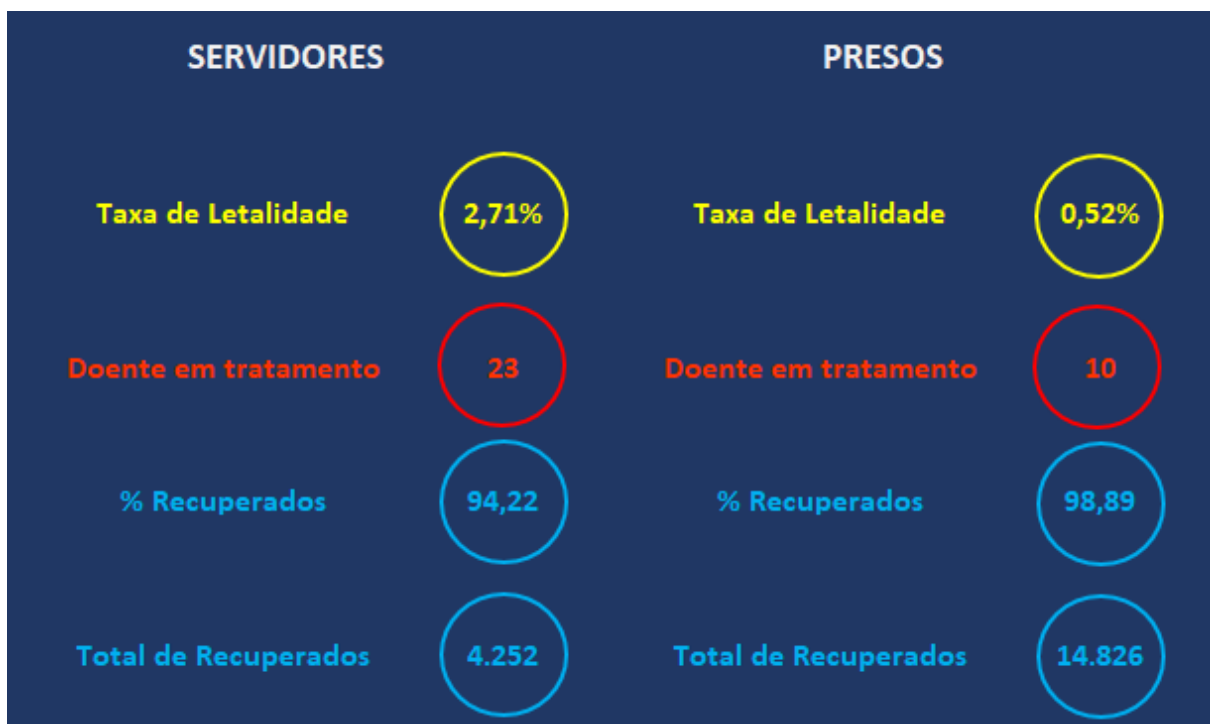 SERVIDORES
PRESOS
Taxa de Letalidade
2,71%
Taxa de Letalidade
0,52%
Doente em tratamento
23
Doente em tratamento
10
% Recuperados
94,22
% Recuperados
98,89
Total de Recuperados
4.252
Total de Recuperados
14.826